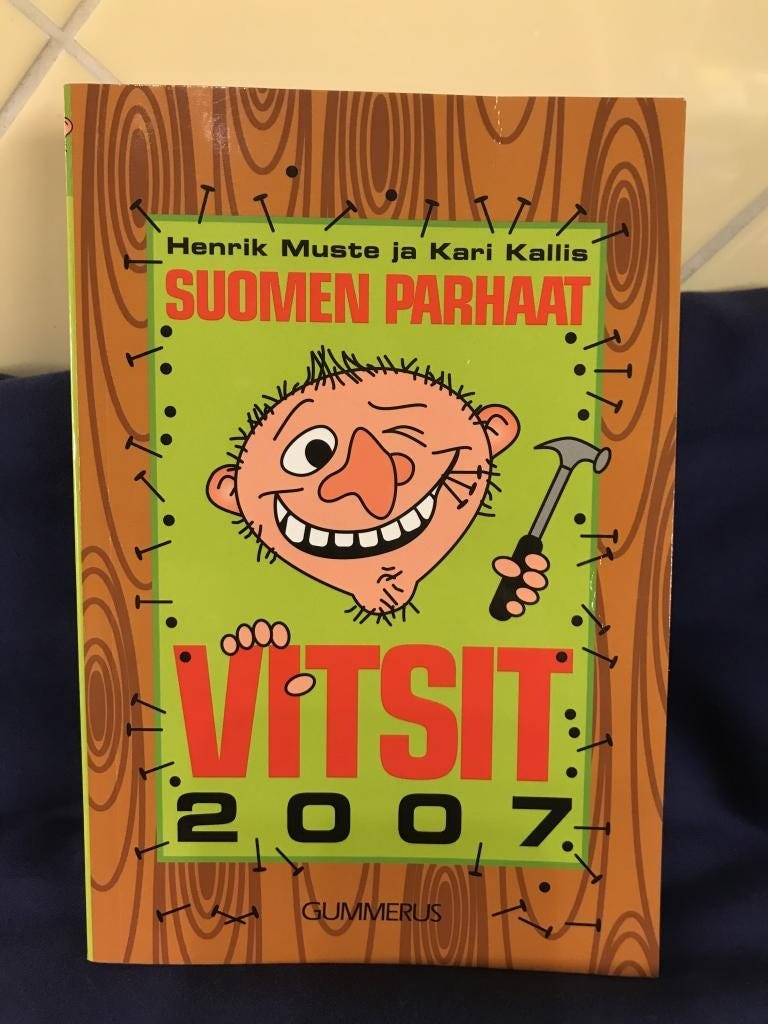 Henrik Muste ja Kari Kallis
SUOMEN PARHAAT
VITSIT
2007
GUMMERUS